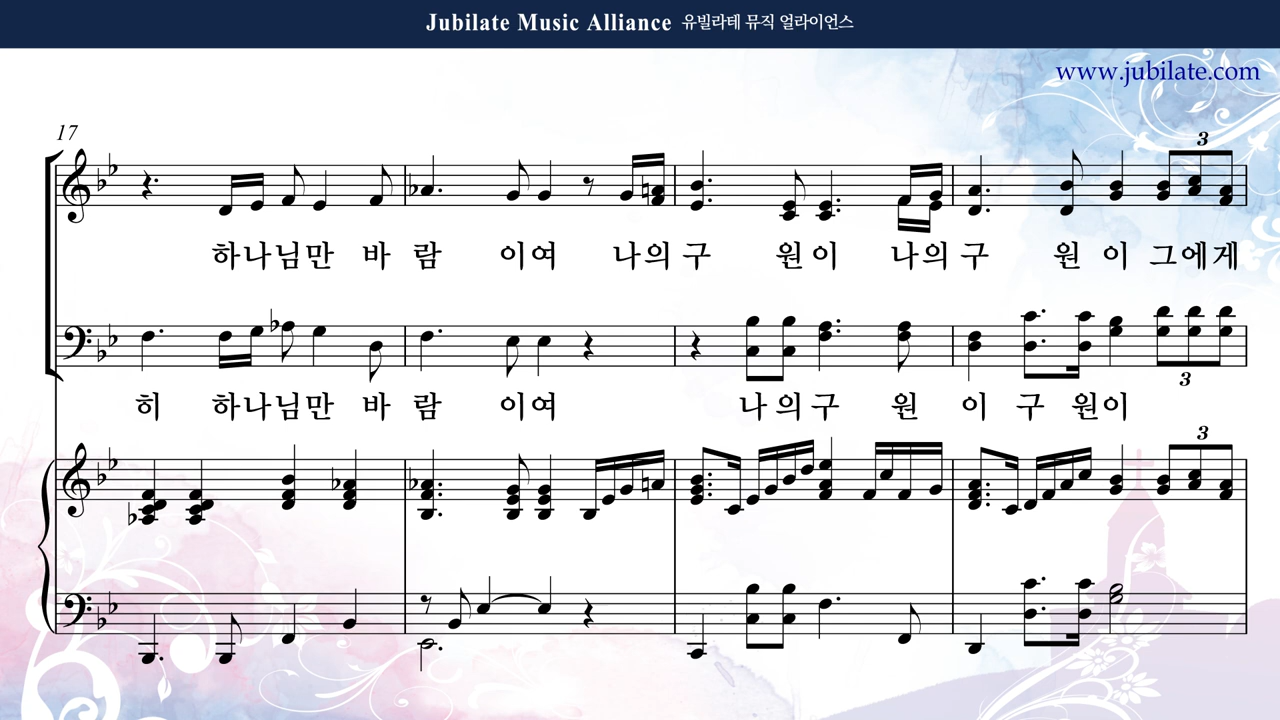 Jubilate Music Alliance 유빌라테 뮤직 얼라이언스
www.jubilate.com
17
3
하나님만 바 람 이여 나의 구 원이 나의 구 원 이 그에게
3
히 하나님만 바 람 이여 나의구 원 이 구 원이
3